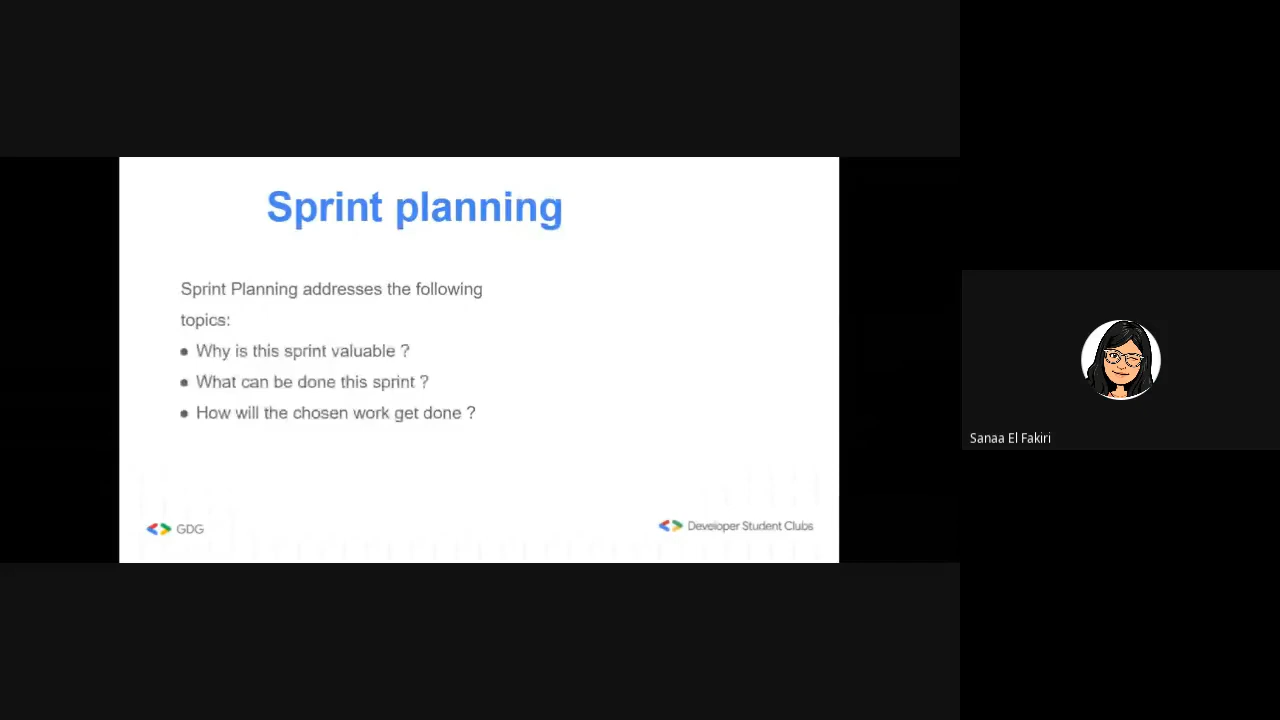 Sprint planning
Sprint Planning addresses the following
topics:
● Why is this sprint valuable ?
● What can be done this sprint ?
● How will the chosen work get done ?
GDG
Developer Student Clubs
Sanaa El Fakiri